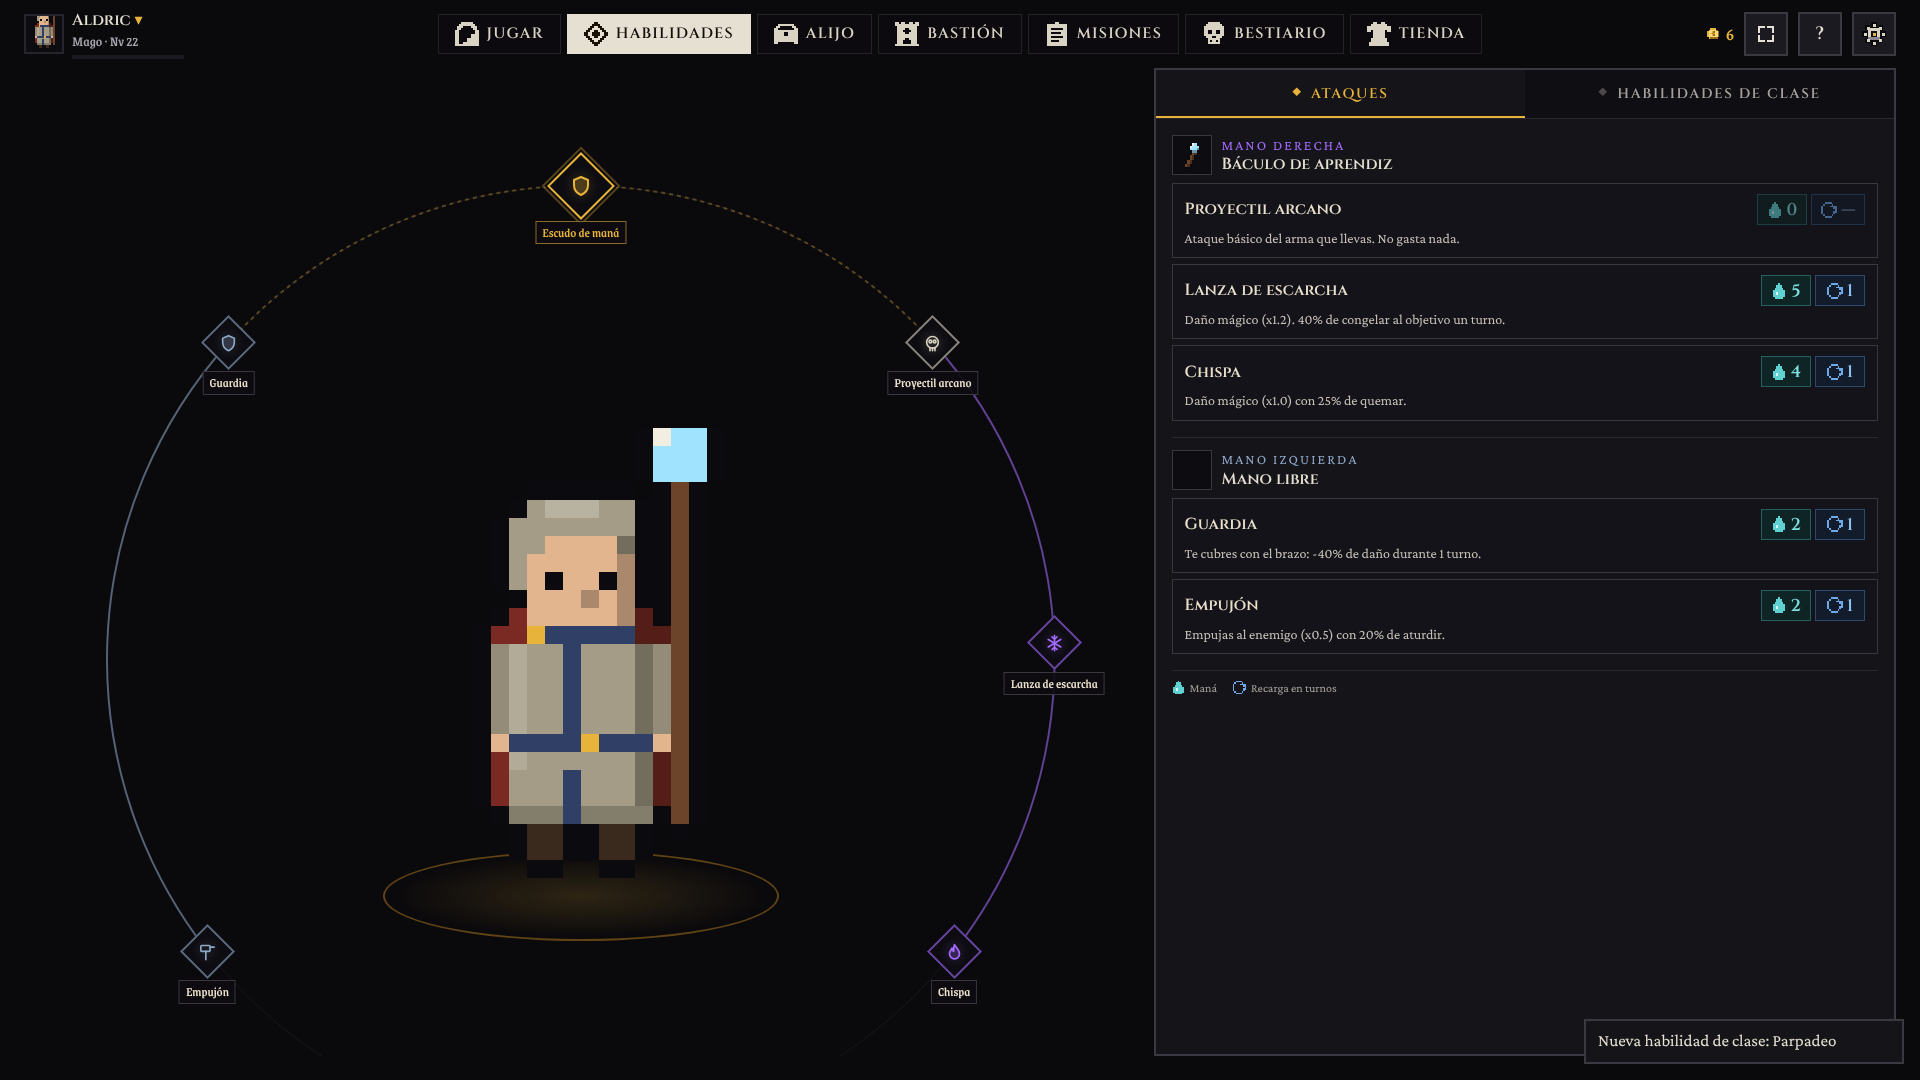 ALDRIC ▼
Mago · Nv 22
JUGAR
HABILIDADES
ALIJO
BASTIÓN
MISIONES
BESTIARIO
TIENDA
6
?
Escudo de maná
Guardia
Proyectil arcano
Lanza de escarcha
Empujón
Chispa
ATAQUES
HABILIDADES DE CLASE
MANO DERECHA
BÁCULO DE APRENDIZ
PROYECTIL ARCANO
0 —
Ataque básico del arma que llevas. No gasta nada.
LANZA DE ESCARCHA
5 1
Daño mágico (x1.2). 40% de congelar al objetivo un turno.
CHISPA
4 1
Daño mágico (x1.0) con 25% de quemar.
MANO IZQUIERDA
MANO LIBRE
GUARDIA
2 1
Te cubres con el brazo: -40% de daño durante 1 turno.
EMPUJÓN
2 1
Empujas al enemigo (x0.5) con 20% de aturdir.
Maná
Recarga en turnos
Nueva habilidad de clase: Parpadeo